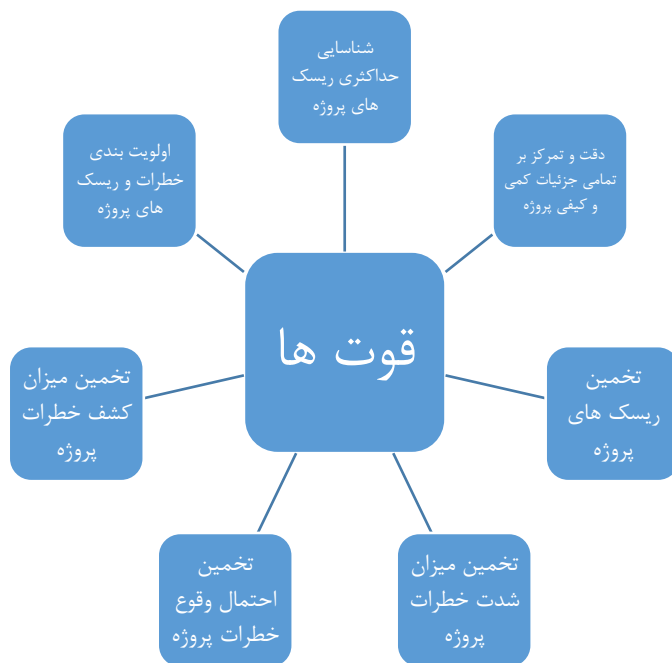 شناسایی
حداکثری ریسک
های پروژه
دقت و تمرکز بر
تمامی جزئیات کمی
و کیفی پروژه
تخمین
ریسک های
پروژه
تخمین میزان
شدت خطرات
پروژه
تخمین
احتمال وقوع
خطرات پروژه
تخمین میزان
کشف خطرات
پروژه
اولویت بندی
خطرات و ریسک
های پروژه
قوت ها